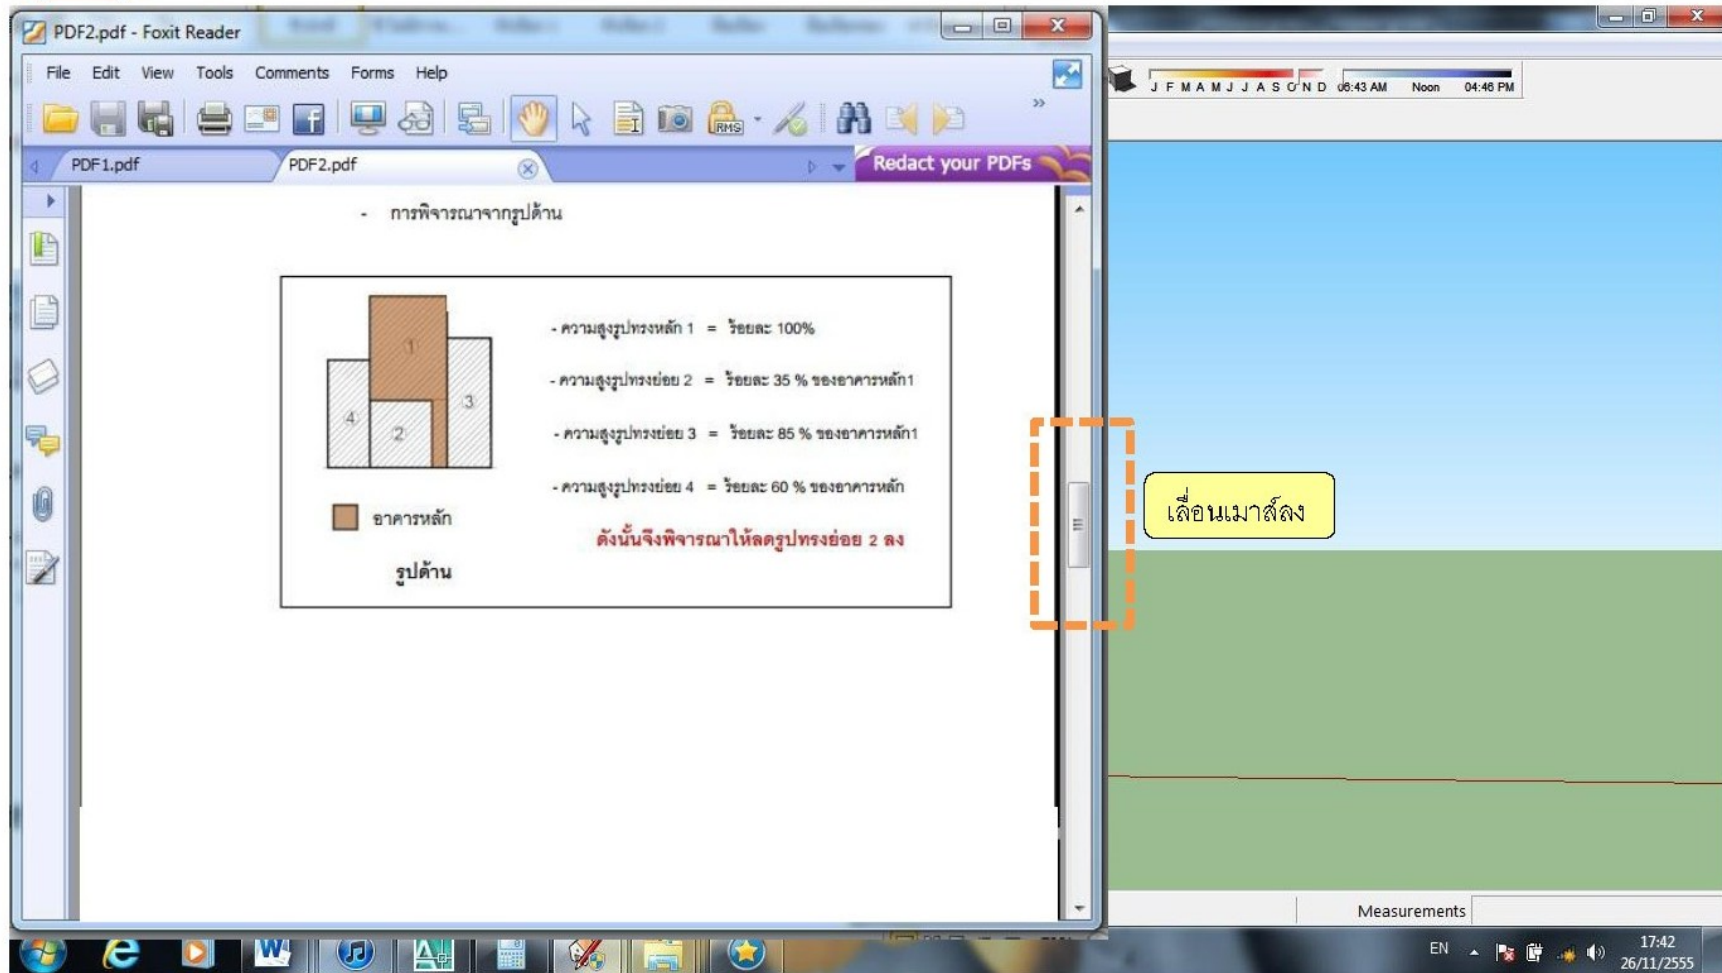 PDF2.pdf - Foxit Reader
File Edit View Tools Comments Forms Help
J F M A M J J A S O N D 06:43 AM Noon 04:46 PM
RMS
PDF1.pdf PDF2.pdf Redact your PDFs
- การพิจารณาจากรูปด้าน
1
2
3
4
- ความสูงรูปทรงหลัก 1 = ร้อยละ 100%
- ความสูงรูปทรงย่อย 2 = ร้อยละ 35 % ของอาคารหลัก1
- ความสูงรูปทรงย่อย 3 = ร้อยละ 85 % ของอาคารหลัก1
- ความสูงรูปทรงย่อย 4 = ร้อยละ 60 % ของอาคารหลัก
อาคารหลัก
ดังนั้นจึงพิจารณาให้ลดรูปทรงย่อย 2 ลง
รูปด้าน
เลื่อนเมาส์ลง
Measurements
EN
17:42
26/11/2555